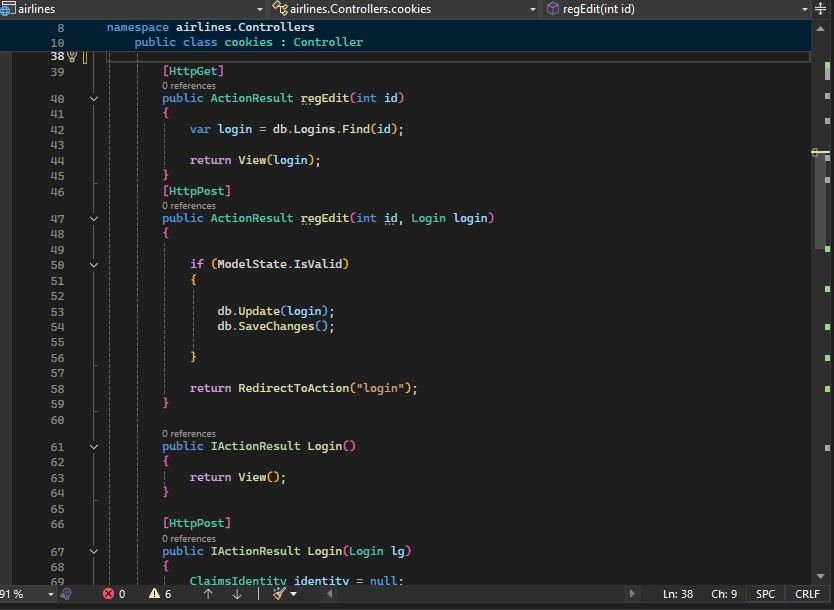 airlines airlines.Controllers.cookies regEdit(int id)
8 namespace airlines.Controllers
10 public class cookies : Controller
38
39 [HttpGet]
0 references
40 public ActionResult regEdit(int id)
41 {
42 var login = db.Logins.Find(id);
43
44 return View(login);
45 }
46 [HttpPost]
0 references
47 public ActionResult regEdit(int id, Login login)
48 {
49
50 if (ModelState.IsValid)
51 {
52
53 db.Update(login);
54 db.SaveChanges();
55
56 }
57
58 return RedirectToAction("login");
59 }
60
0 references
61 public IActionResult Login()
62 {
63 return View();
64 }
65
66 [HttpPost]
0 references
67 public IActionResult Login(Login lg)
68 {
69 ClaimsIdentity identity = null;
91 % 0 6 Ln: 38 Ch: 9 SPC CRLF